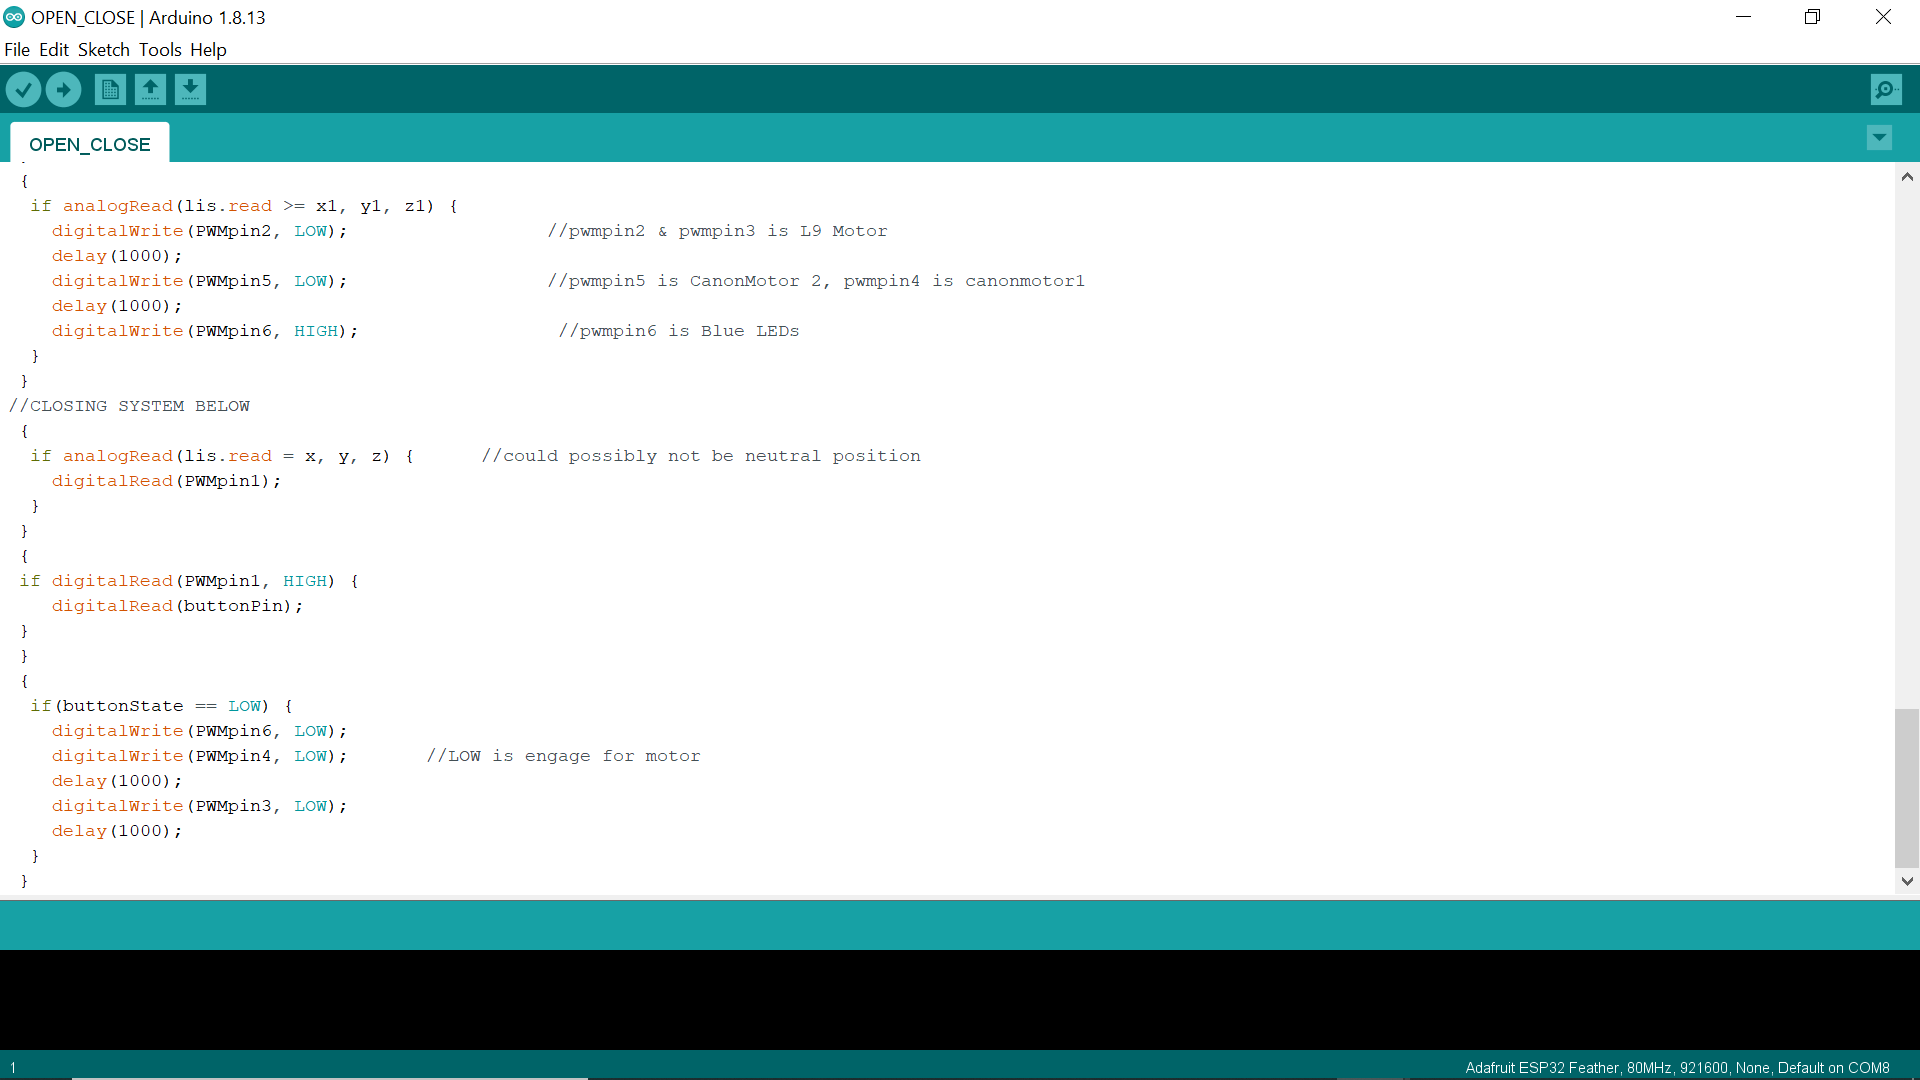 OPEN_CLOSE | Arduino 1.8.13
File Edit Sketch Tools Help
OPEN_CLOSE
{
if analogRead(lis.read >= x1, y1, z1) {
digitalWrite(PWMpin2, LOW); //pwmpin2 & pwmpin3 is L9 Motor
delay(1000);
digitalWrite(PWMpin5, LOW); //pwmpin5 is CanonMotor 2, pwmpin4 is canonmotor1
delay(1000);
digitalWrite(PWMpin6, HIGH); //pwmpin6 is Blue LEDs
}
}
//CLOSING SYSTEM BELOW
{
if analogRead(lis.read = x, y, z) { //could possibly not be neutral position
digitalRead(PWMpin1);
}
}
{
if digitalRead(PWMpin1, HIGH) {
digitalRead(buttonPin);
}
}
{
if(buttonState == LOW) {
digitalWrite(PWMpin6, LOW);
digitalWrite(PWMpin4, LOW); //LOW is engage for motor
delay(1000);
digitalWrite(PWMpin3, LOW);
delay(1000);
}
}
1
Adafruit ESP32 Feather, 80MHz, 921600, None, Default on COM8